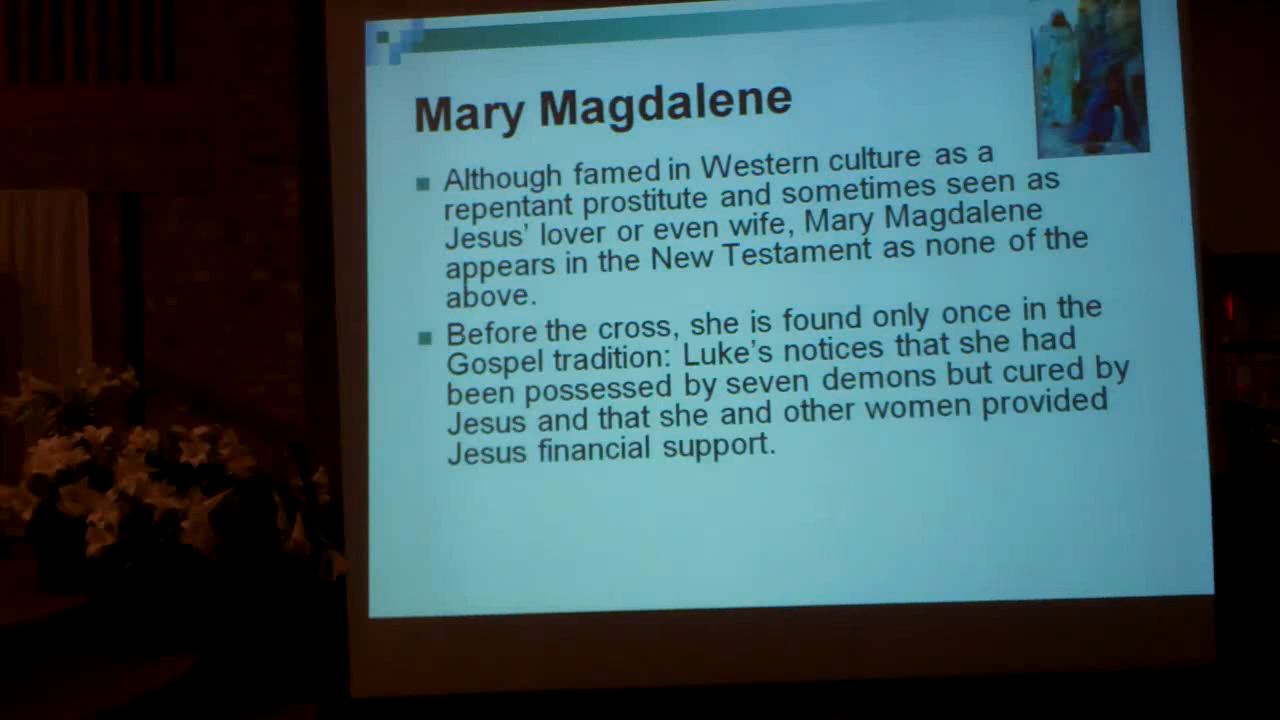 Mary Magdalene
Although famed in Western culture as a
repentant prostitute and sometimes seen as
Jesus' lover or even wife, Mary Magdalene
appears in the New Testament as none of the
above.
Before the cross, she is found only once in the
Gospel tradition: Luke's notices that she had
been possessed by seven demons but cured by
Jesus and that she and other women provided
Jesus financial support.